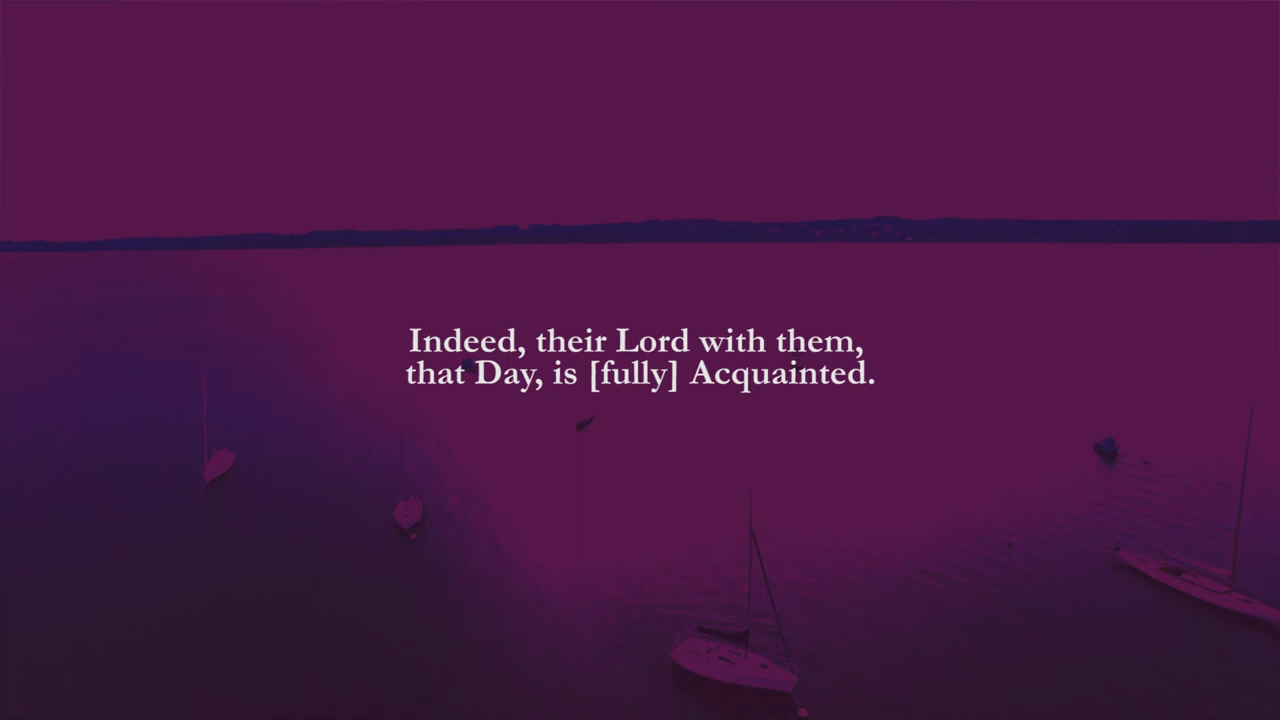 Indeed, their Lord with them,
that Day, is [fully] Acquainted.